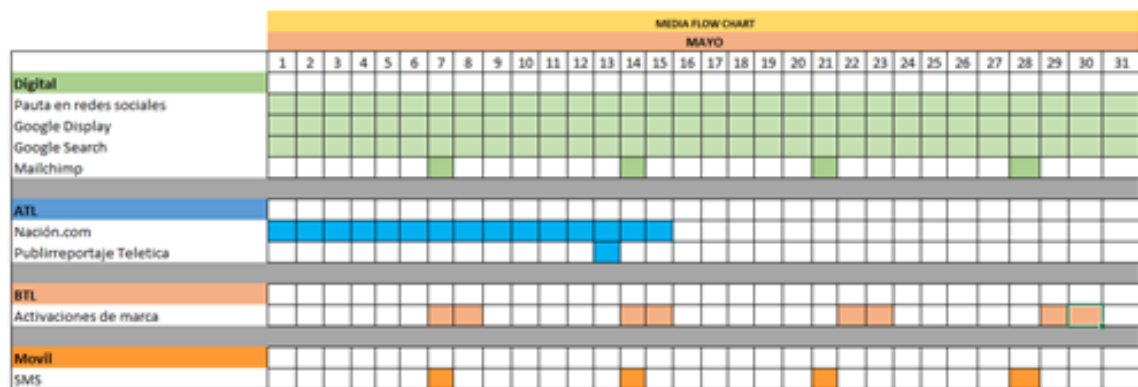 MEDIA FLOW CHART
MAYO
1 2 3 4 5 6 7 8 9 10 11 12 13 14 15 16 17 18 19 20 21 22 23 24 25 26 27 28 29 30 31
Digital
Pauta en redes sociales
Google Display
Google Search
Mailchimp
ATL
Nación.com
Publirreportaje Teletica
BTL
Activaciones de marca
Movil
SMS